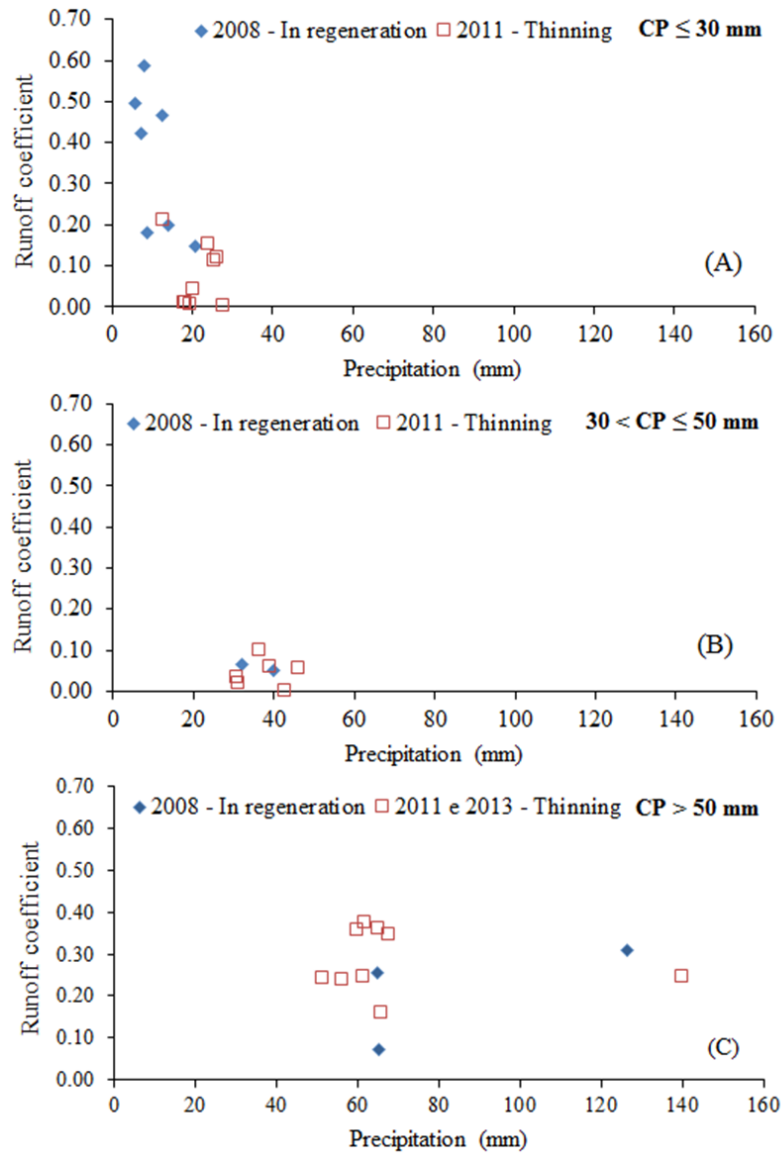 2008 - In regeneration 2011 - Thinning CP ≤ 30 mm
0.70
0.60
0.50
0.40
0.30
0.20
0.10
0.00
Runoff coefficient
(A)
0 20 40 60 80 100 120 140 160
Precipitation (mm)
2008 - In regeneration 2011 - Thinning 30 < CP ≤ 50 mm
0.70
0.60
0.50
0.40
0.30
0.20
0.10
0.00
Runoff coefficient
(B)
0 20 40 60 80 100 120 140 160
Precipitation (mm)
2008 - In regeneration 2011 e 2013 - Thinning CP > 50 mm
0.70
0.60
0.50
0.40
0.30
0.20
0.10
0.00
Runoff coefficient
(C)
0 20 40 60 80 100 120 140 160
Precipitation (mm)